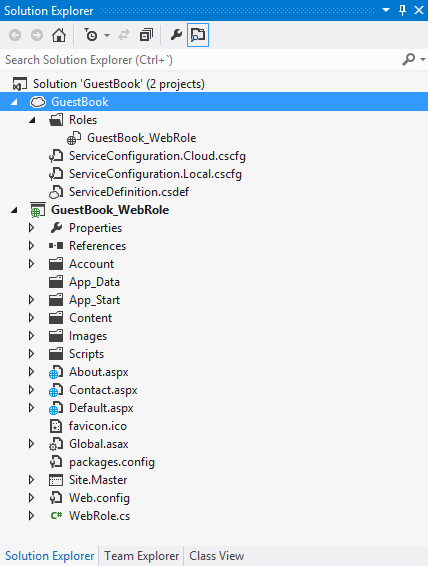 Solution Explorer
Search Solution Explorer (Ctrl+`)
Solution 'GuestBook' (2 projects)
GuestBook
Roles
GuestBook_WebRole
ServiceConfiguration.Cloud.cscfg
ServiceConfiguration.Local.cscfg
ServiceDefinition.csdef
GuestBook_WebRole
Properties
References
Account
App_Data
App_Start
Content
Images
Scripts
About.aspx
Contact.aspx
Default.aspx
favicon.ico
Global.asax
packages.config
Site.Master
Web.config
C# WebRole.cs
Solution Explorer Team Explorer Class View